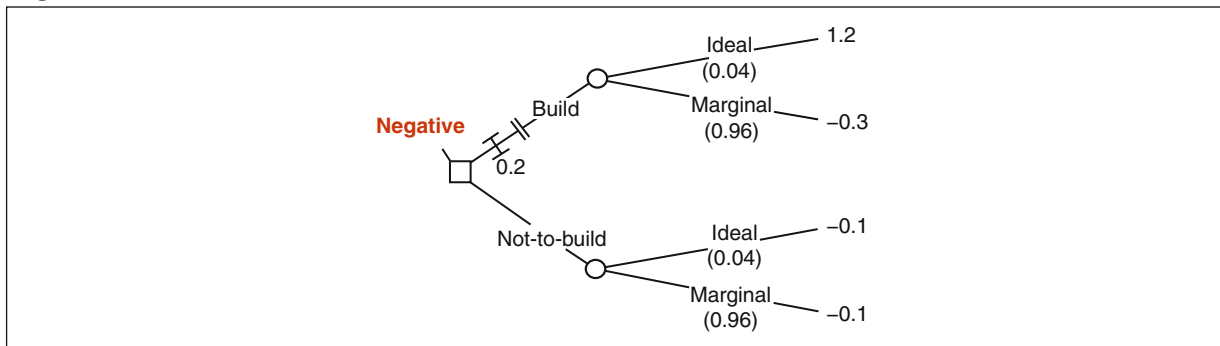 Ideal
(0.04)
1.2
Build
Marginal
(0.96)
−0.3
Negative
0.2
Not-to-build
Ideal
(0.04)
−0.1
Marginal
(0.96)
−0.1